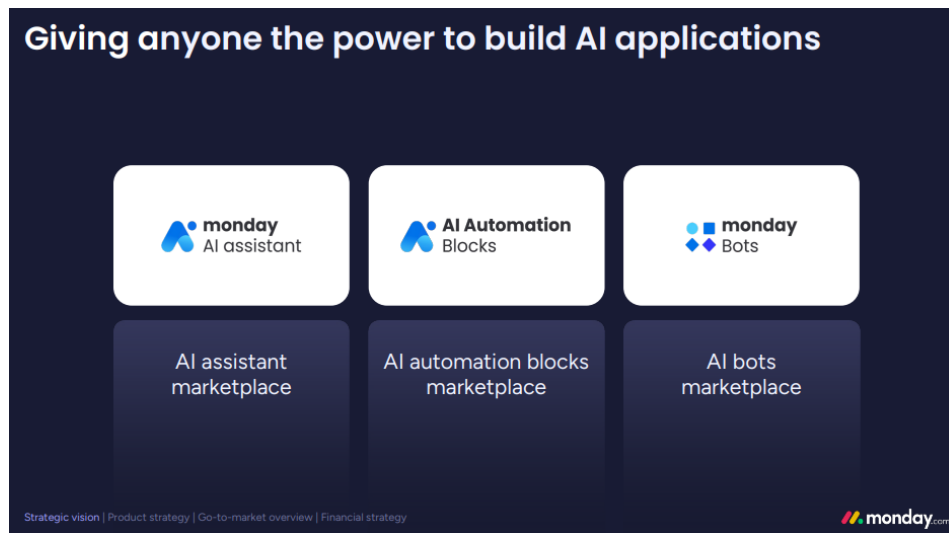 Giving anyone the power to build AI applications
monday
AI assistant
AI Automation
Blocks
monday
Bots
AI assistant
marketplace
AI automation blocks
marketplace
AI bots
marketplace
Strategic vision | Product strategy | Go-to-market overview | Financial strategy
monday.com